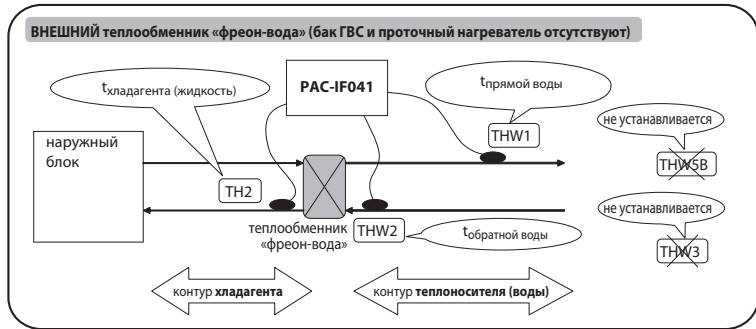 ВНЕШНИЙ теплообменник «фреон-вода» (бак ГВС и проточный нагреватель отсутствуют)
tхладагента (жидкость)
PAC-IF041
tпрямой воды
THW1
не устанавливается
THW5B
наружный
блок
TH2
теплообменник
«фреон-вода»
THW2
tобратной воды
не устанавливается
THW3
контур хладагента
контур теплоносителя (воды)